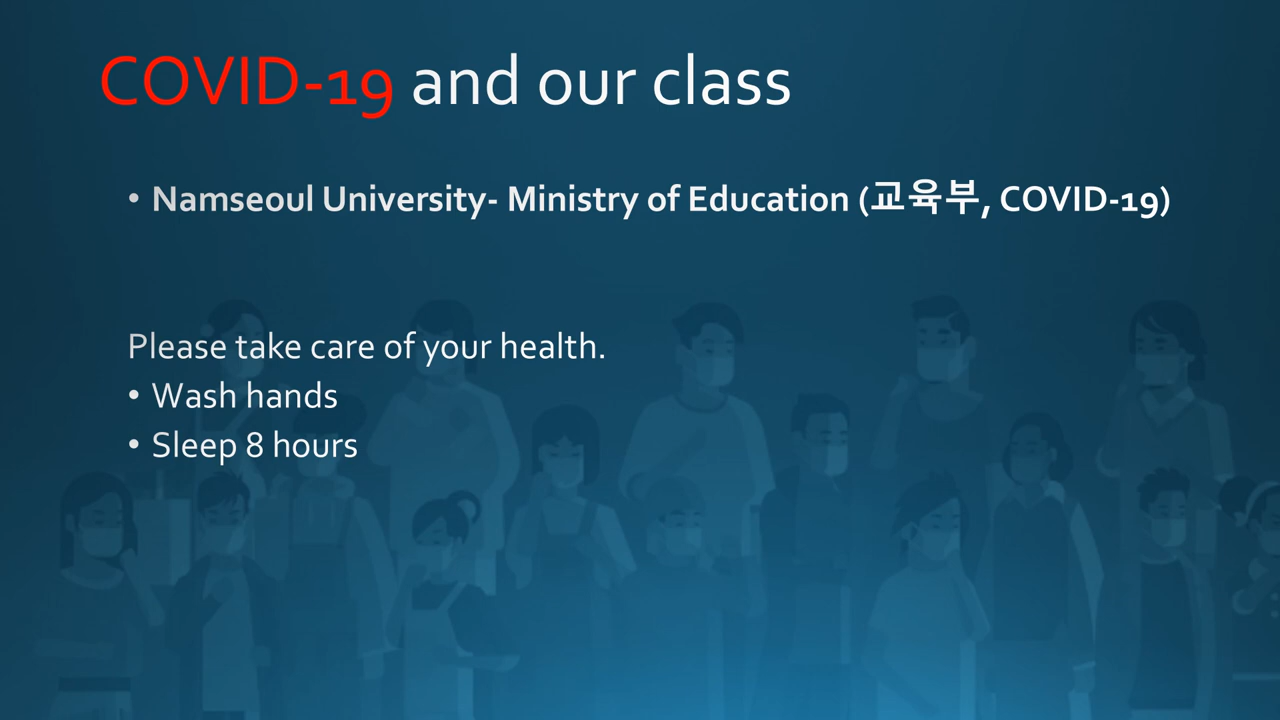 COVID-19 and our class
• Namseoul University- Ministry of Education (교육부, COVID-19)
Please take care of your health.
• Wash hands
• Sleep 8 hours